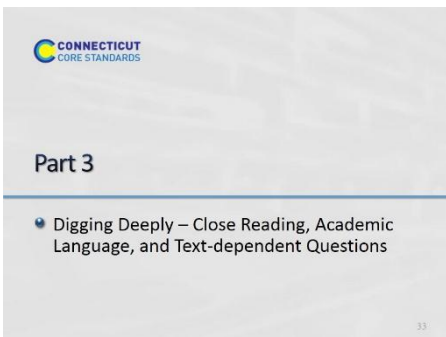 CONNECTICUT
CORE STANDARDS
Part 3
Digging Deeply – Close Reading, Academic
Language, and Text-dependent Questions
33